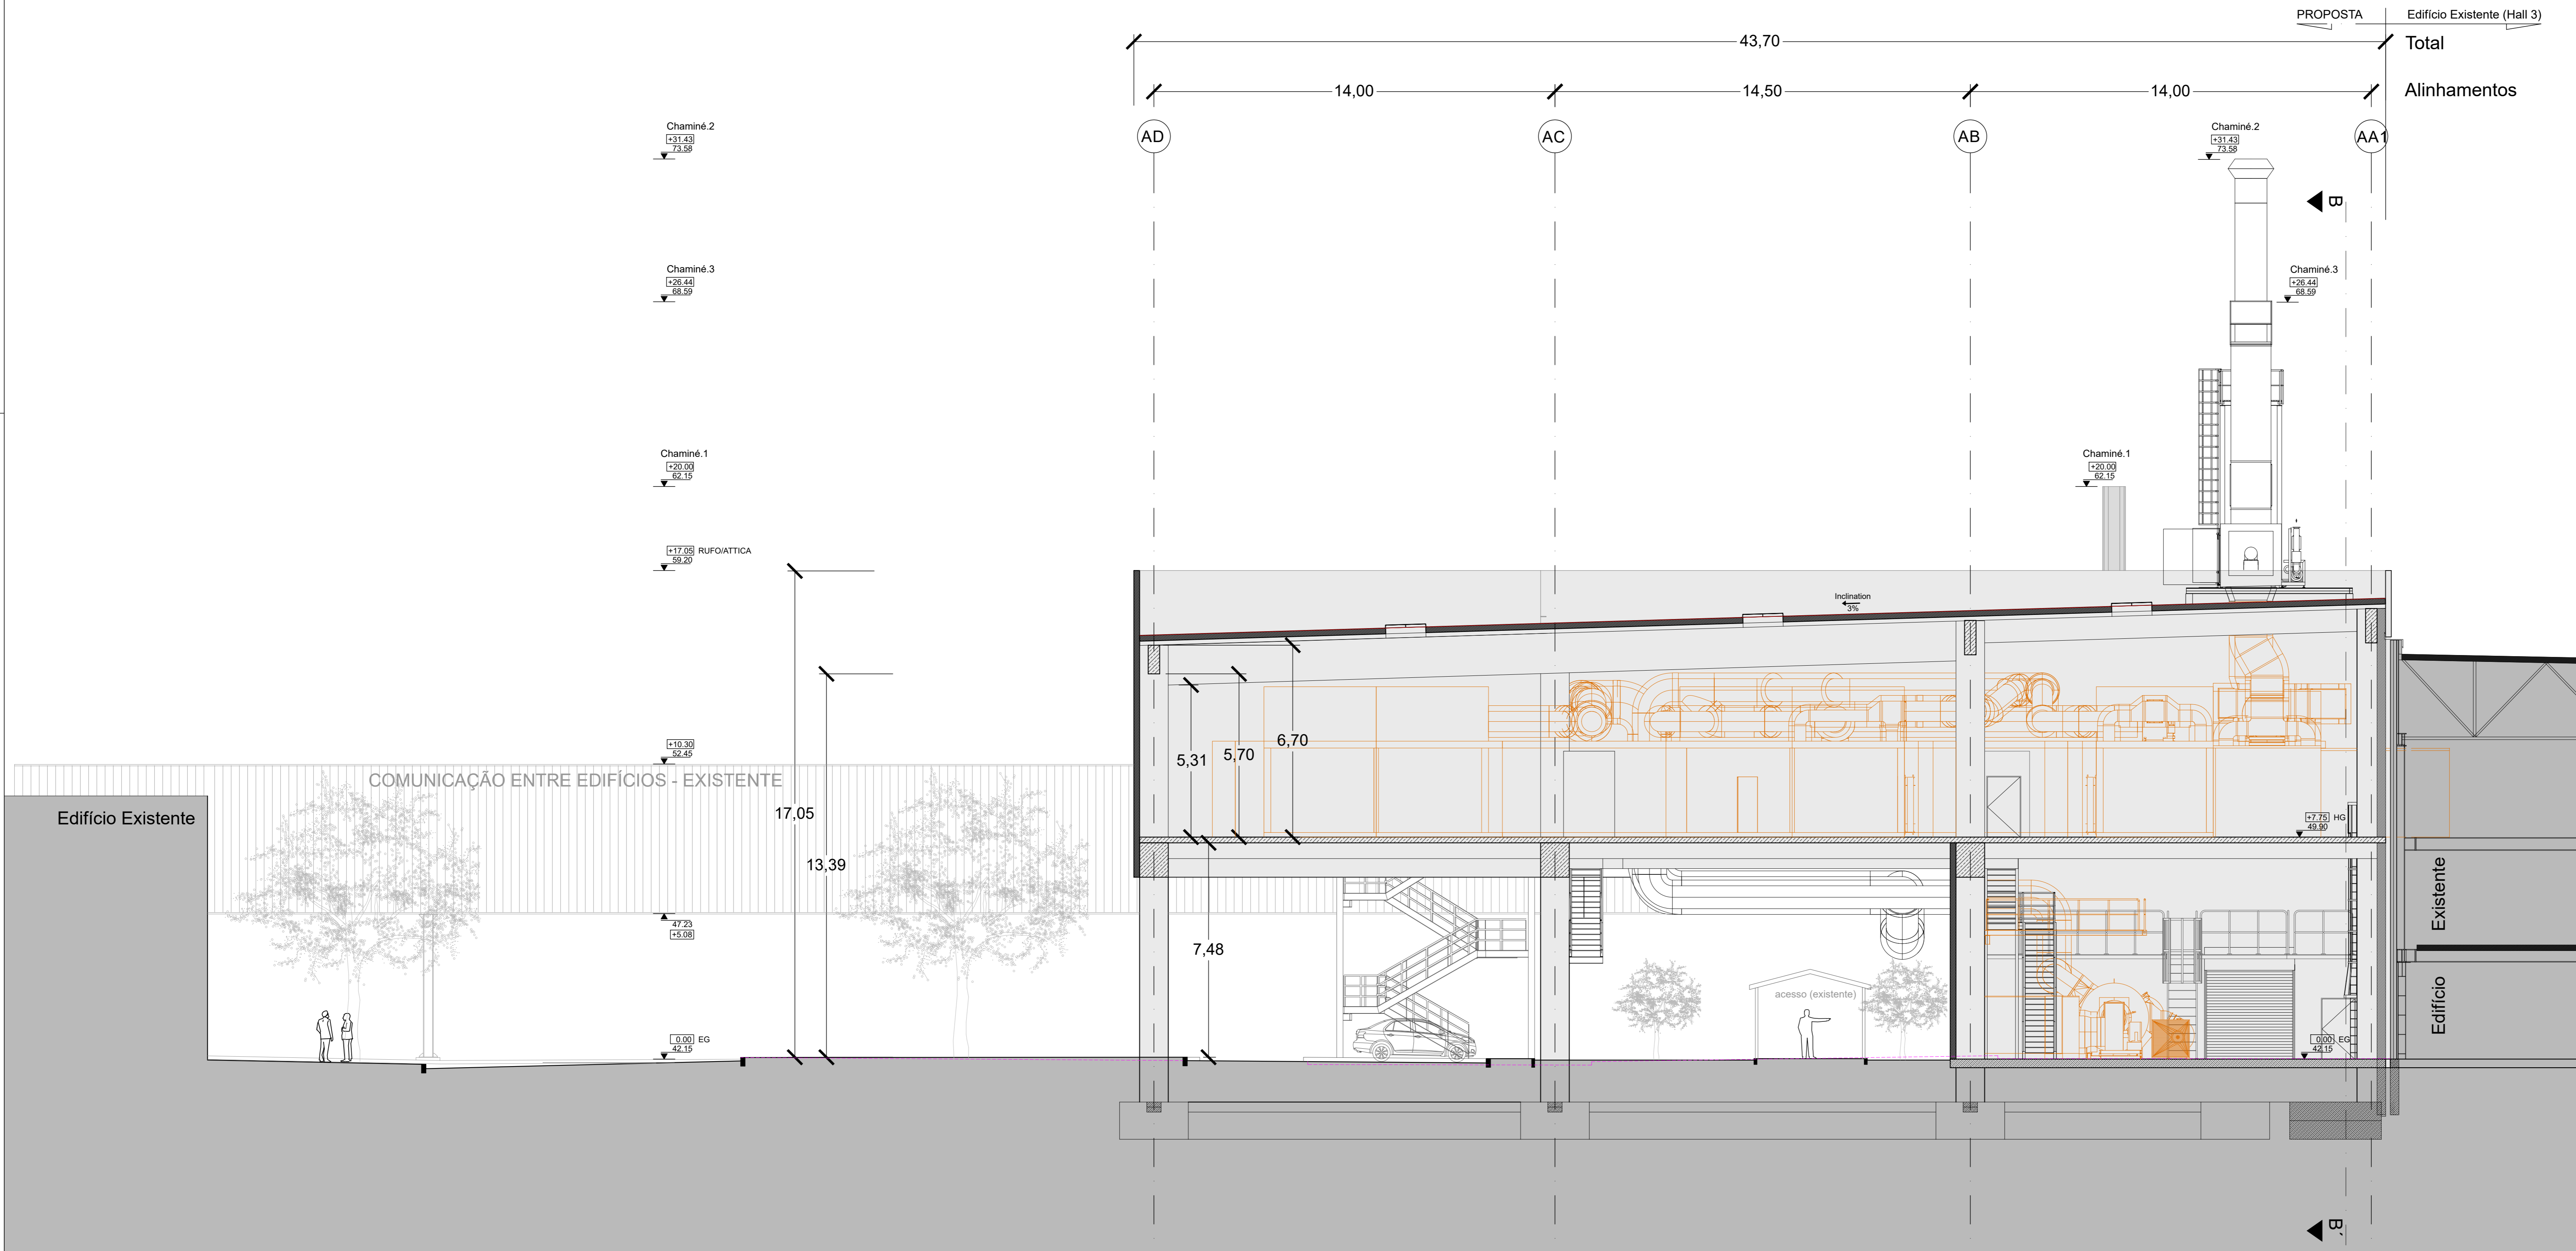 PROPOSTA
Edifício Existente (Hall 3)
43,70
Total
14,00
14,50
14,00
Alinhamentos
AD
AC
AB
AA1
Chaminé.2
+31.43
73.58
Chaminé.2
+31.43
73.58
B
Chaminé.3
+26.44
68.59
Chaminé.3
+26.44
68.59
Chaminé.1
+20.00
62.15
Chaminé.1
+20.00
62.15
+17.05 RUFO/ATTICA
59.20
Inclination
3%
+10.30
52.45
COMUNICAÇÃO ENTRE EDIFÍCIOS - EXISTENTE
Edifício Existente
17,05
13,39
5,31
5,70
6,70
+7.75 HG
49.90
7,48
47.23
+5.08
acesso (existente)
0.00 EG
42.15
0.00 EG
42.15
Edifício
Existente
B´